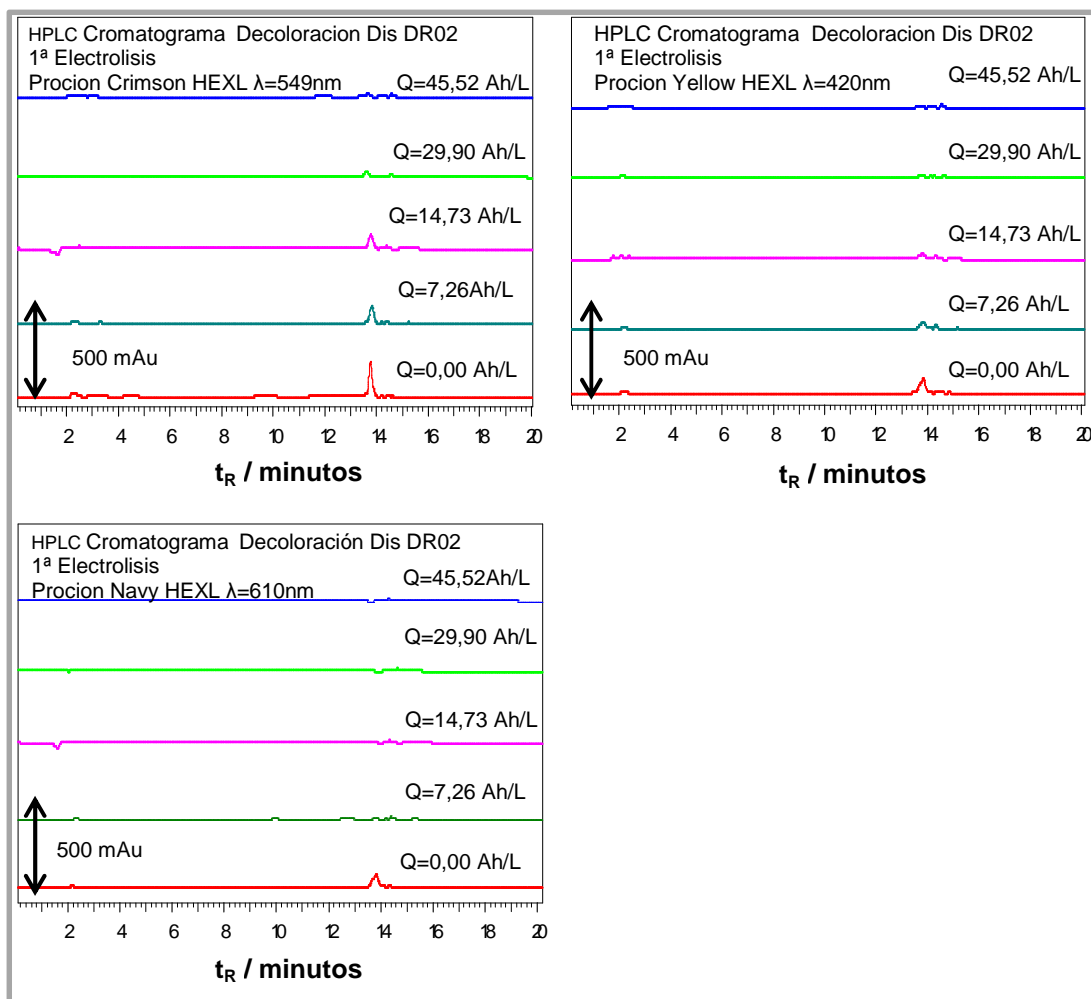 HPLC Cromatograma Decoloracion Dis DR02
1ª Electrolisis
Procion Crimson HEXL λ=549nm
Q=45,52 Ah/L
Q=29,90 Ah/L
Q=14,73 Ah/L
Q=7,26Ah/L
500 mAu
Q=0,00 Ah/L
2 4 6 8 10 12 14 16 18 20
tR / minutos
HPLC Cromatograma Decoloracion Dis DR02
1ª Electrolisis
Q=45,52 Ah/L
Procion Yellow HEXL λ=420nm
Q=29,90 Ah/L
Q=14,73 Ah/L
Q=7,26 Ah/L
500 mAu
Q=0,00 Ah/L
2 4 6 8 10 12 14 16 18 20
tR / minutos
HPLC Cromatograma Decoloración Dis DR02
1ª Electrolisis
Q=45,52Ah/L
Procion Navy HEXL λ=610nm
Q=29,90 Ah/L
Q=14,73 Ah/L
Q=7,26 Ah/L
500 mAu
Q=0,00 Ah/L
2 4 6 8 10 12 14 16 18 20
tR / minutos